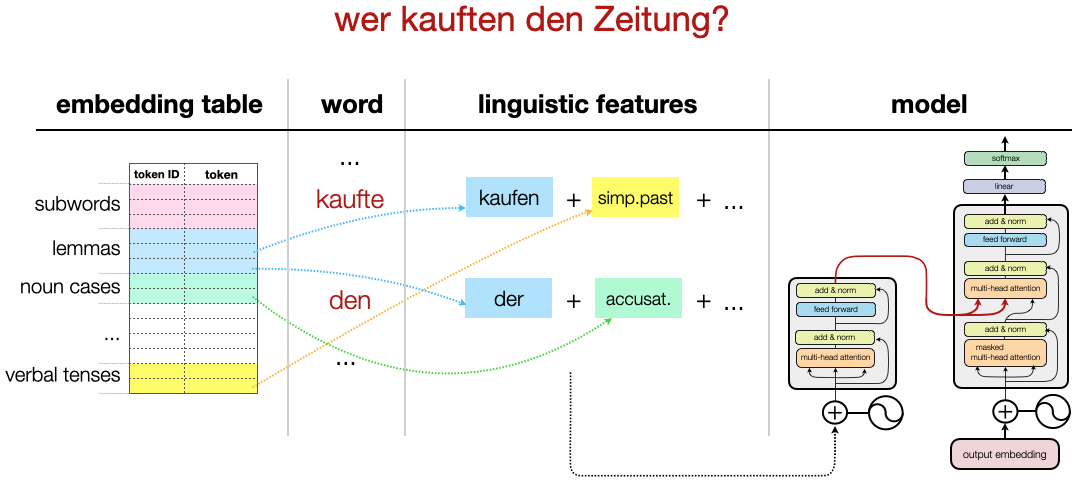 wer kauften den Zeitung?
embedding table
word
linguistic features
model
token ID token
subwords
lemmas
noun cases
...
verbal tenses
...
kaufte
den
...
kaufen + simp.past + ...
der + accusat. + ...
add & norm
feed forward
add & norm
multi-head attention
softmax
linear
add & norm
feed forward
add & norm
multi-head attention
add & norm
masked
multi-head attention
+
+
output embedding